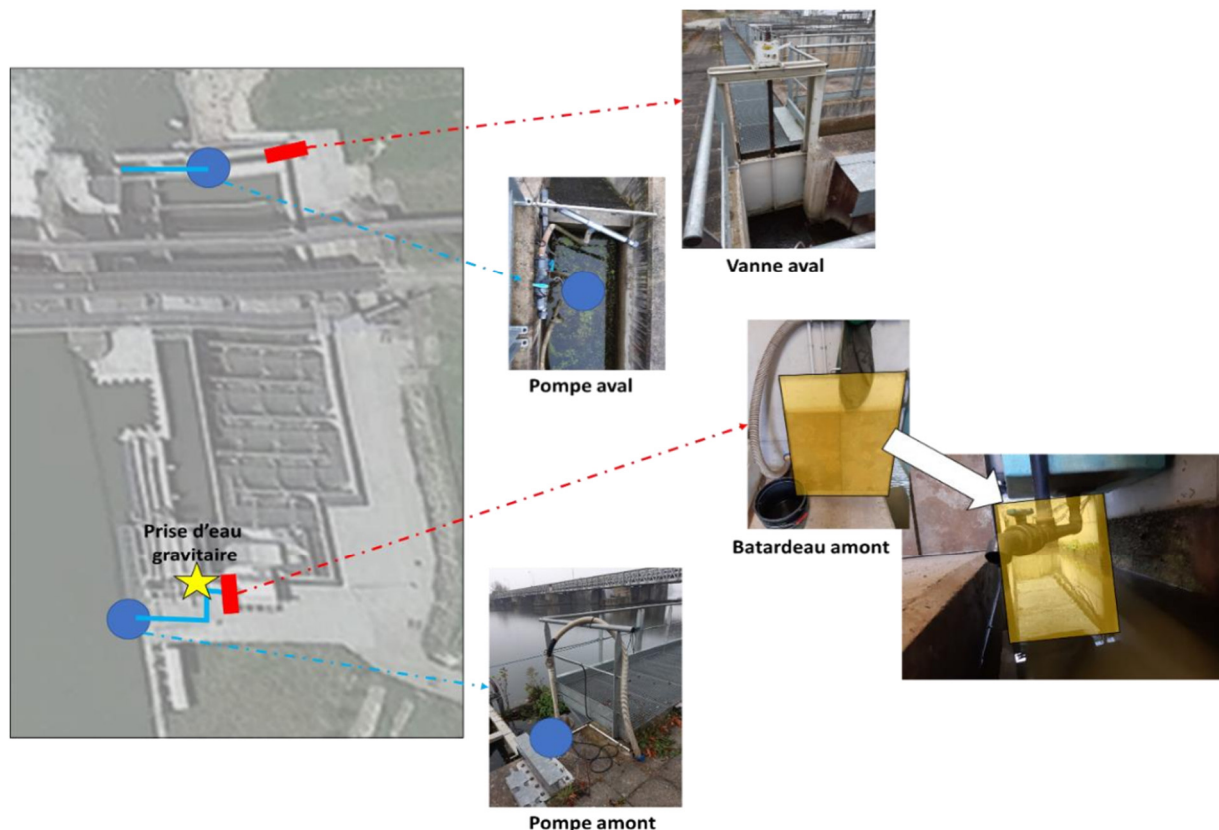 Vanne aval
Pompe aval
Prise d'eau
gravitaire
Batardeau amont
Pompe amont